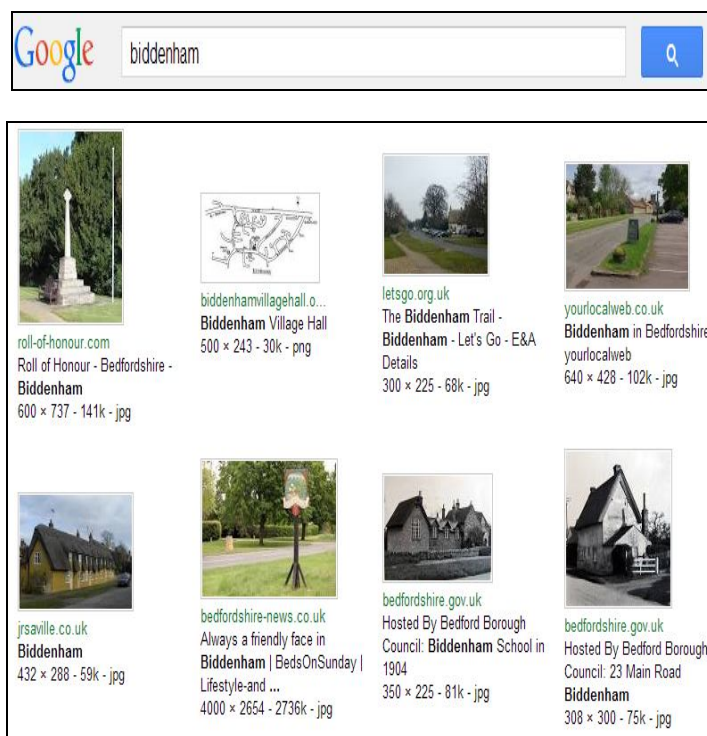 Google
biddenham
roll-of-honour.com
Roll of Honour - Bedfordshire -
Biddenham
600 × 737 - 141k - jpg
biddenhamvillagehall.o...
Biddenham Village Hall
500 × 243 - 30k - png
letsgo.org.uk
The Biddenham Trail -
Biddenham - Let's Go - E&A
Details
300 × 225 - 68k - jpg
yourlocalweb.co.uk
Biddenham in Bedfordshire
yourlocalweb
640 × 428 - 102k - jpg
jrsaville.co.uk
Biddenham
432 × 288 - 59k - jpg
bedfordshire-news.co.uk
Always a friendly face in
Biddenham | BedsOnSunday |
Lifestyle-and ...
4000 × 2654 - 2736k - jpg
bedfordshire.gov.uk
Hosted By Bedford Borough
Council: Biddenham School in
1904
350 × 225 - 81k - jpg
bedfordshire.gov.uk
Hosted By Bedford Borough
Council: 23 Main Road
Biddenham
308 × 300 - 75k - jpg